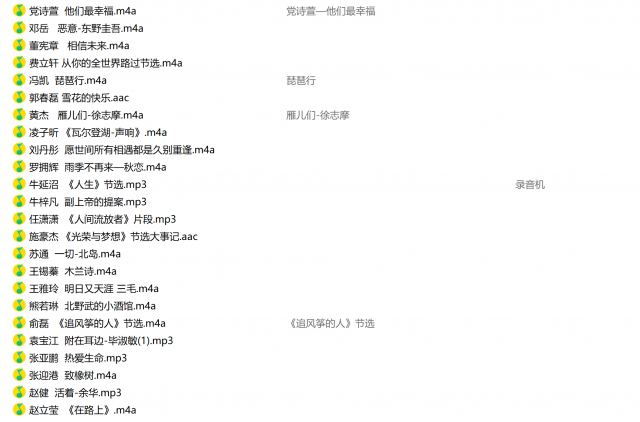 党诗萱  他们最幸福.m4a  党诗萱—他们最幸福
邓岳   恶意-东野圭吾.m4a
董宪章   相信未来.m4a
费立轩 从你的全世界路过节选.m4a
冯凯  琵琶行.m4a  琵琶行
郭春磊 雪花的快乐.aac
黄杰   雁儿们-徐志摩.m4a  雁儿们-徐志摩
凌子昕 《瓦尔登湖-声响》.m4a
刘丹彤  愿世间所有相遇都是久别重逢.m4a
罗拥辉  雨季不再来—秋恋.m4a
牛延沼  《人生》节选.mp3  录音机
牛梓凡  副上帝的提案.mp3
任潇潇  《人间流放者》片段.mp3
施豪杰 《光荣与梦想》节选大事记.aac
苏通  一切-北岛.m4a
王锡蓁  木兰诗.m4a
王雅玲  明日又天涯 三毛.m4a
熊若琳  北野武的小酒馆.m4a
俞磊  《追风筝的人》节选.m4a  《追风筝的人》节选
袁宝江  附在耳边-毕淑敏(1).mp3
张亚鹏  热爱生命.mp3
张迎港  致橡树.m4a
赵健  活着-余华.mp3
赵立莹  《在路上》.m4a